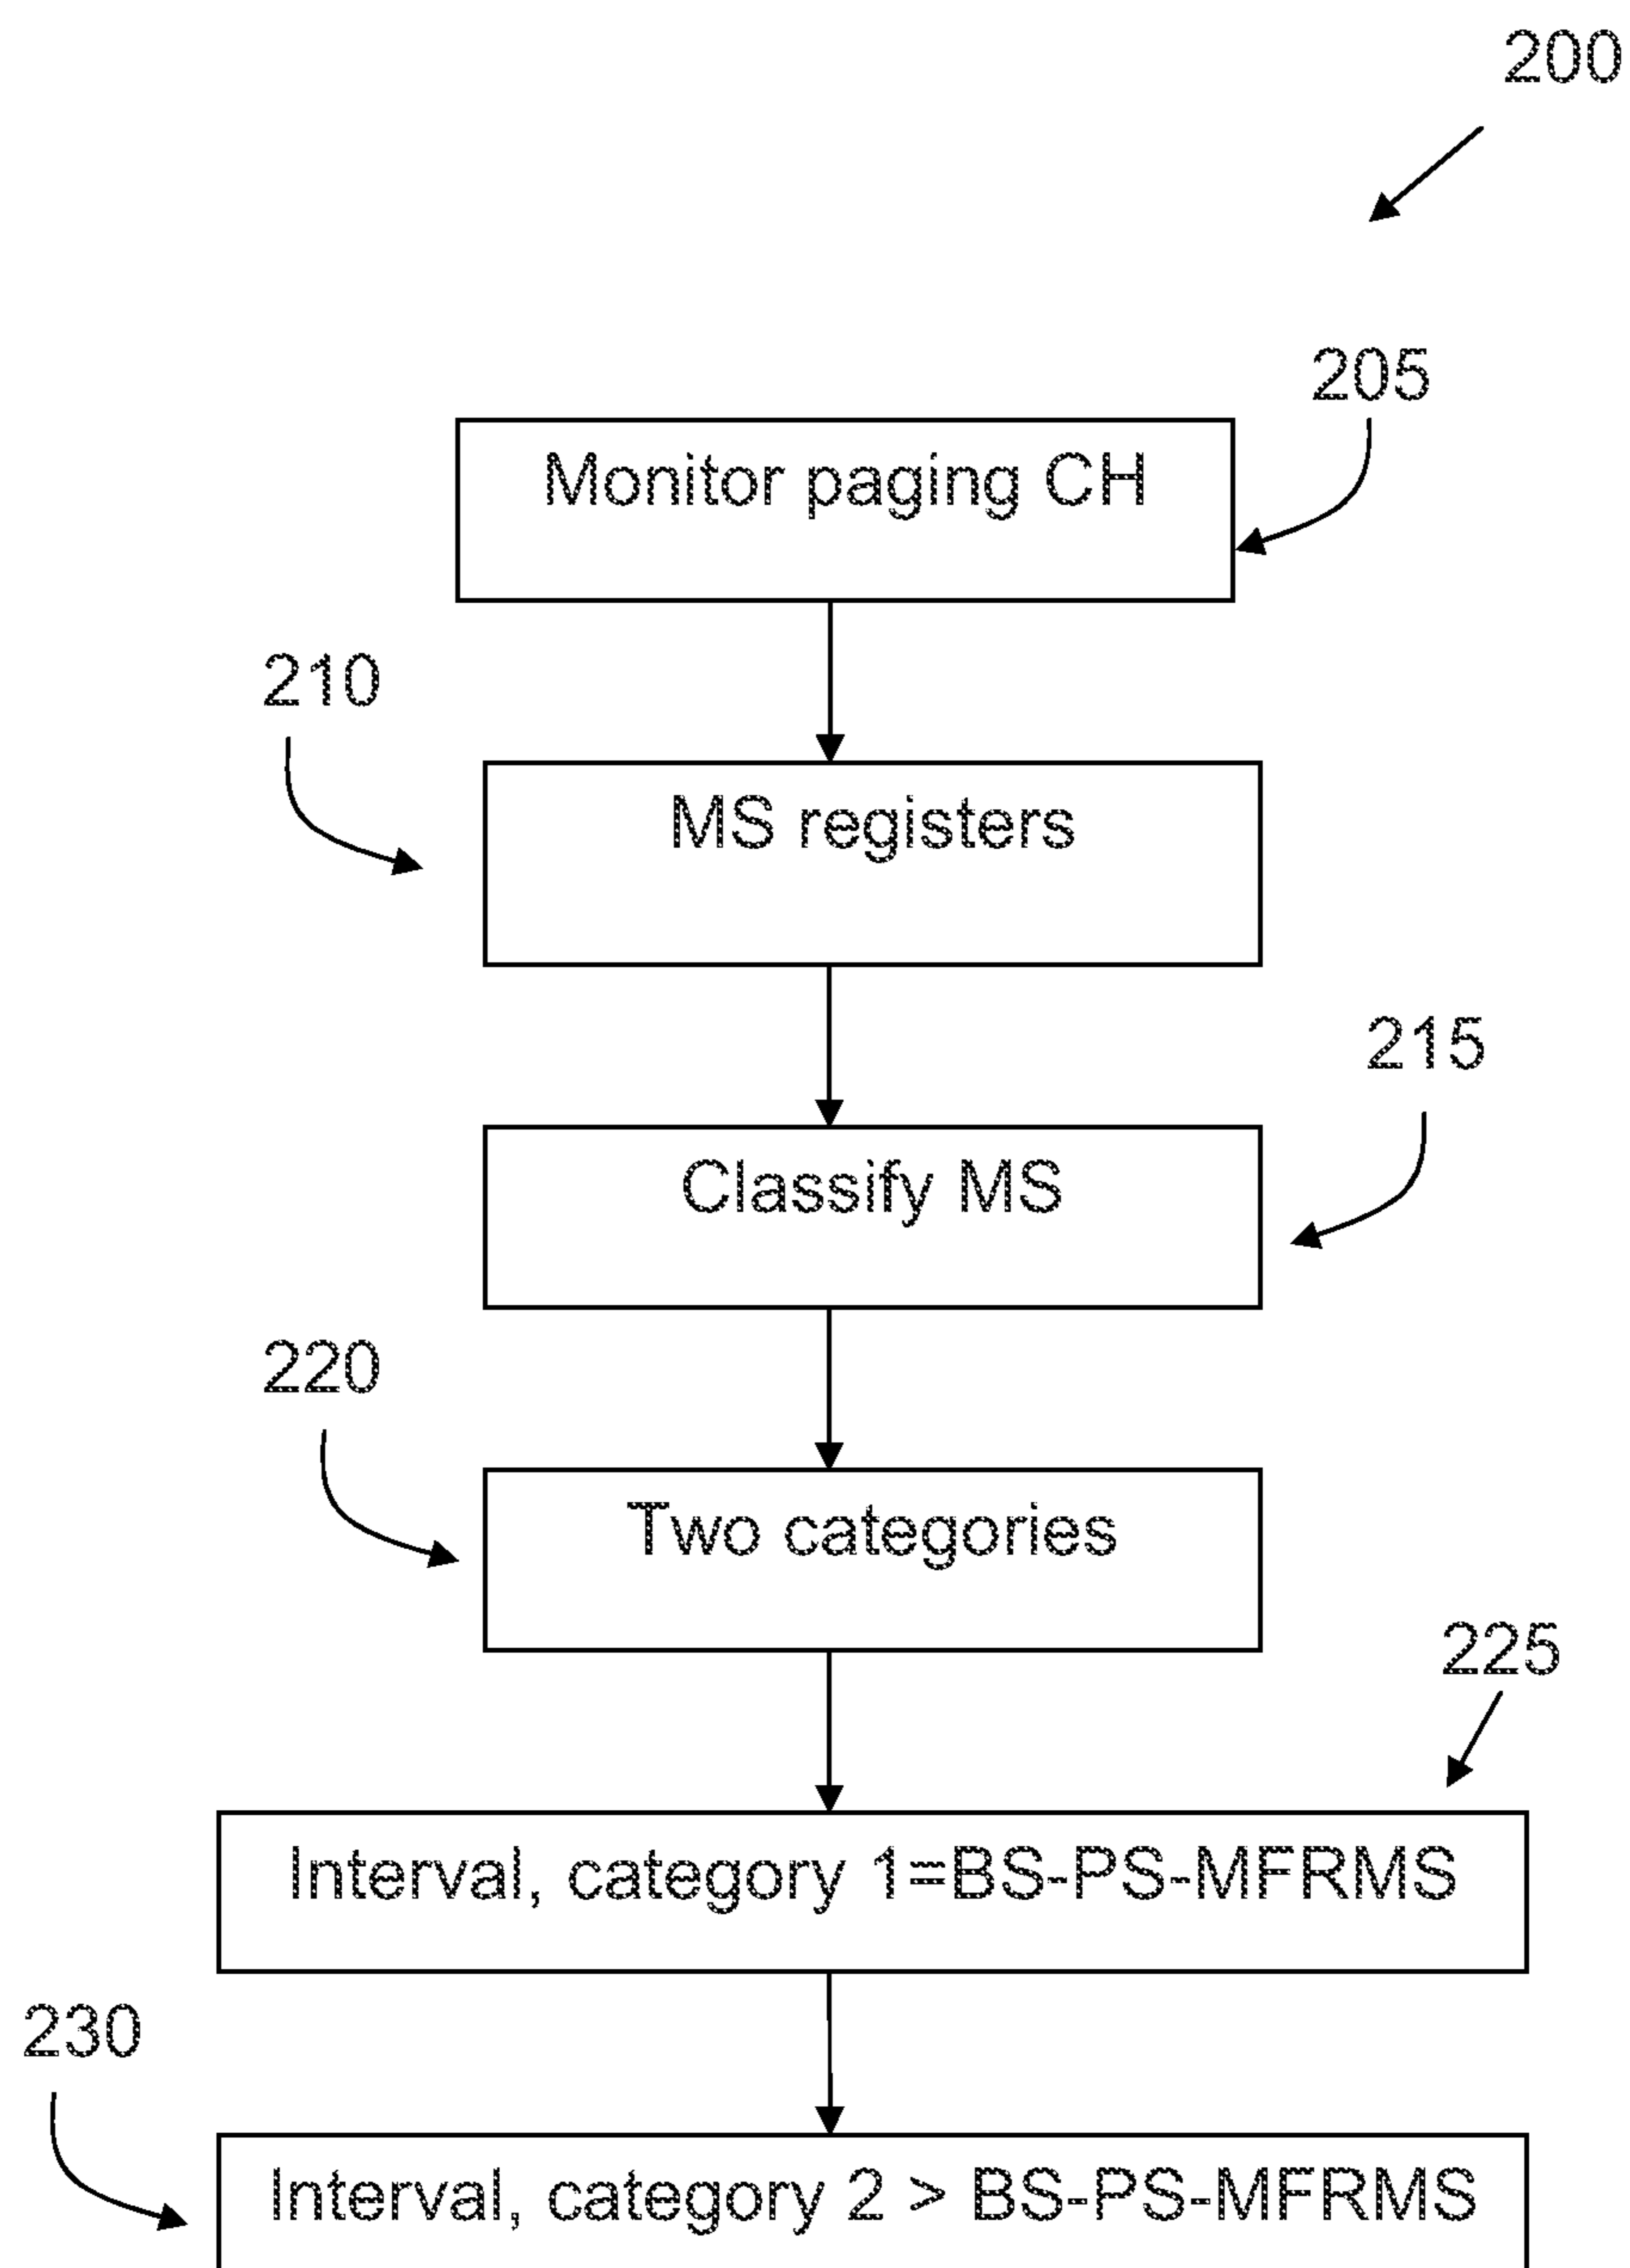 200
205
Monitor paging CH
210
MS registers
215
Classify MS
220
Two categories
225
Interval, category 1=BS-PS-MFRMS
230
Interval, category 2 > BS-PS-MFRMS